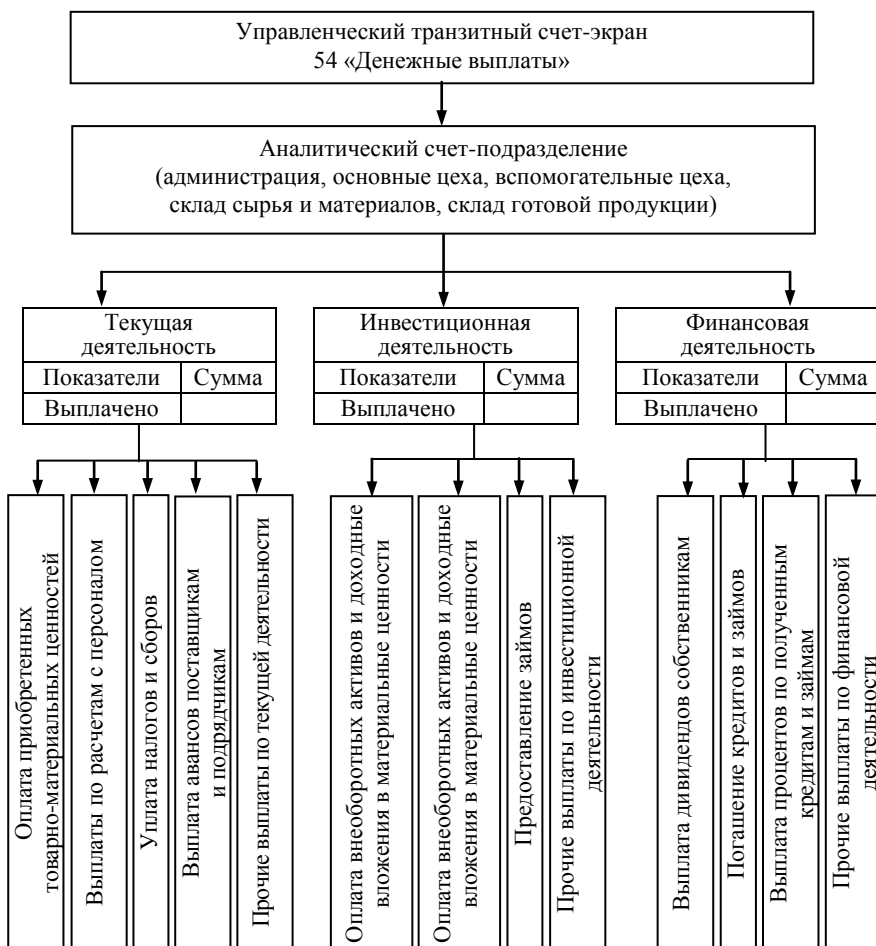 Управленческий транзитный счет-экран
54 «Денежные выплаты»
Аналитический счет-подразделение
(администрация, основные цеха, вспомогательные цеха,
склад сырья и материалов, склад готовой продукции)
Текущая
деятельность
Показатели Сумма
Выплачено
Инвестиционная
деятельность
Показатели Сумма
Выплачено
Финансовая
деятельность
Показатели Сумма
Выплачено
Оплата приобретенных
товарно-материальных ценностей
Выплаты по расчетам с персоналом
Уплата налогов и сборов
Выплата авансов поставщикам
и подрядчикам
Прочие выплаты по текущей деятельности
Оплата внеоборотных активов и доходные
вложения в материальные ценности
Оплата внеоборотных активов и доходные
вложения в материальные ценности
Предоставление займов
Прочие выплаты по инвестиционной
деятельности
Выплата дивидендов собственникам
Погашение кредитов и займов
Выплата процентов по полученным
кредитам и займам
Прочие выплаты по финансовой
деятельности